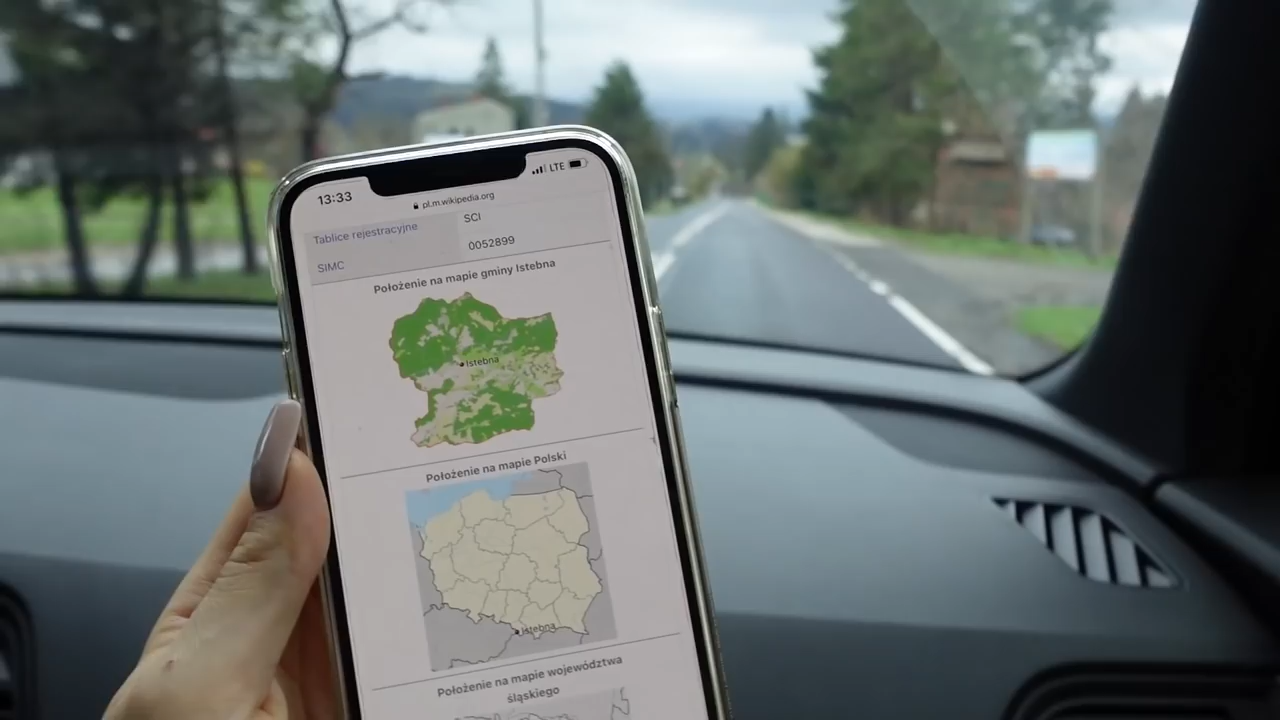 13:33
LTE
pl.m.wikipedia.org
Tablice rejestracyjne SCI
SIMC 0052899
Położenie na mapie gminy Istebna
Istebna
Położenie na mapie Polski
Istebna
Położenie na mapie województwa
śląskiego